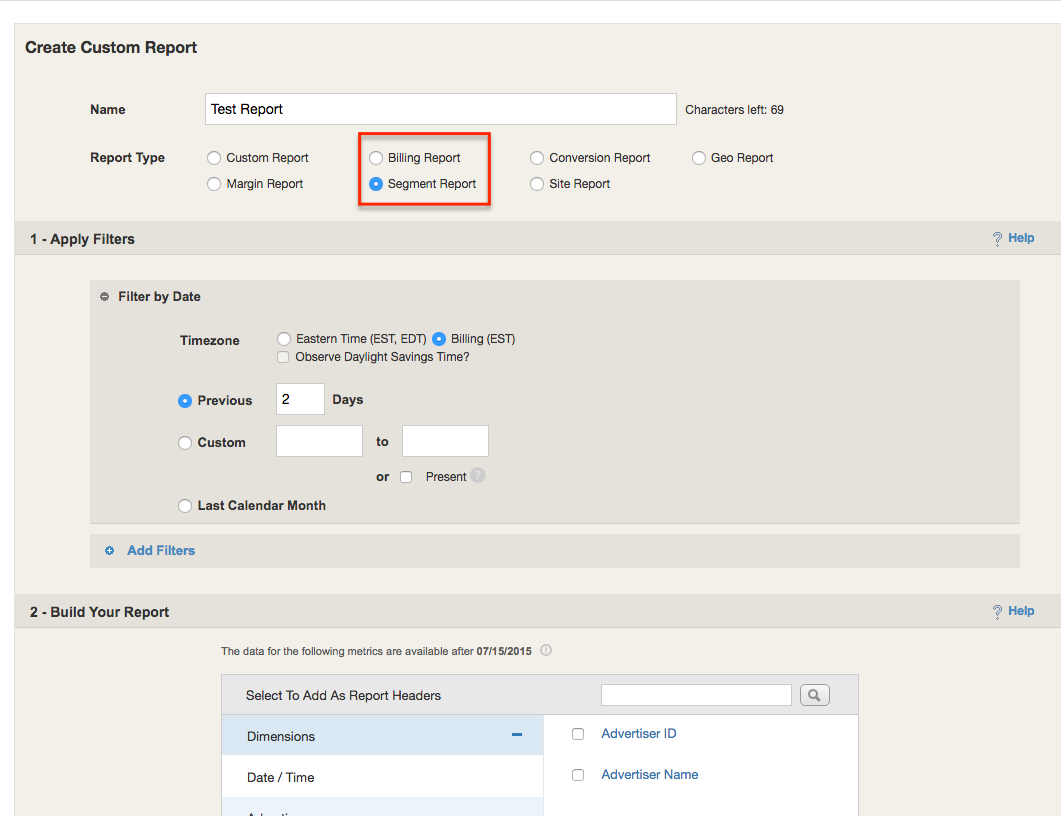 Create Custom Report
Name Test Report Characters left: 69
Report Type Custom Report Billing Report Conversion Report Geo Report
Margin Report Segment Report Site Report
1 - Apply Filters ? Help
Filter by Date
Timezone Eastern Time (EST, EDT) Billing (EST)
Observe Daylight Savings Time?
Previous 2 Days
Custom to
or Present ?
Last Calendar Month
Add Filters
2 - Build Your Report ? Help
The data for the following metrics are available after 07/15/2015
Select To Add As Report Headers
Dimensions Advertiser ID
Date / Time Advertiser Name